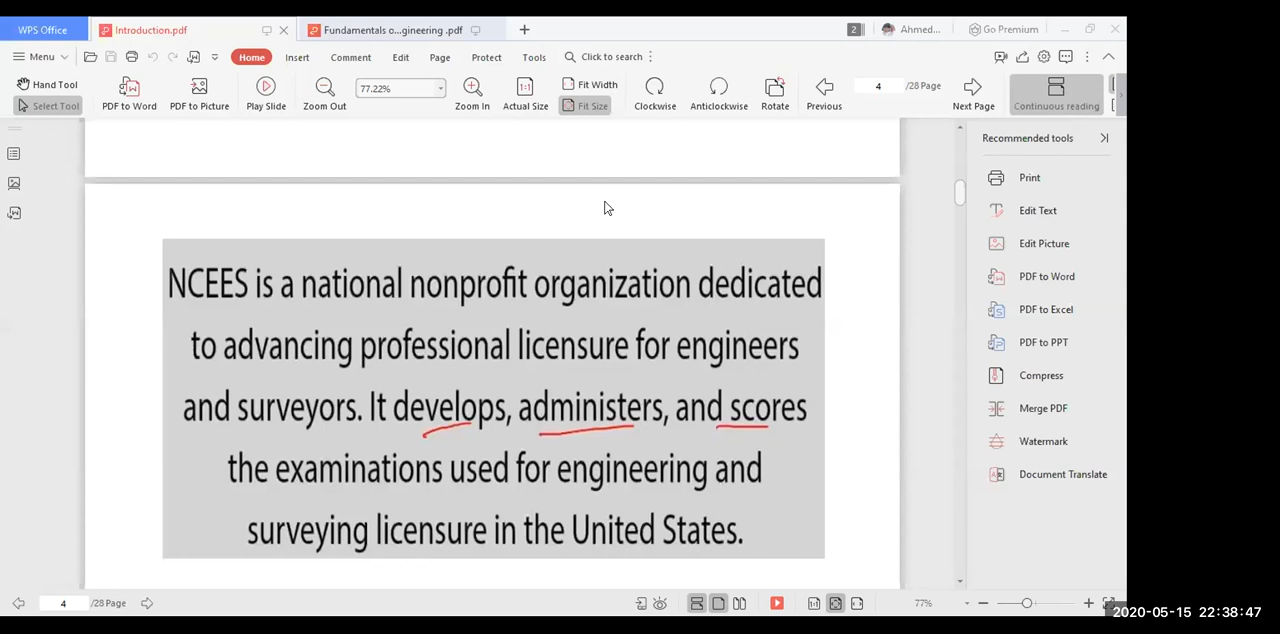 WPS Office Introduction.pdf Fundamentals o...gineering .pdf 2 Ahmed... Go Premium
Menu Home Insert Comment Edit Page Protect Tools Click to search
Hand Tool
Select Tool
PDF to Word PDF to Picture Play Slide Zoom Out 77.22% Zoom In Actual Size Fit Width Fit Size Clockwise Anticlockwise Rotate Previous 4 /28 Page Next Page Continuous reading
NCEES is a national nonprofit organization dedicated
to advancing professional licensure for engineers
and surveyors. It develops, administers, and scores
the examinations used for engineering and
surveying licensure in the United States.
Recommended tools
Print
Edit Text
Edit Picture
PDF to Word
PDF to Excel
PDF to PPT
Compress
Merge PDF
Watermark
Document Translate
4 /28 Page 77%
2020-05-15 22:38:47